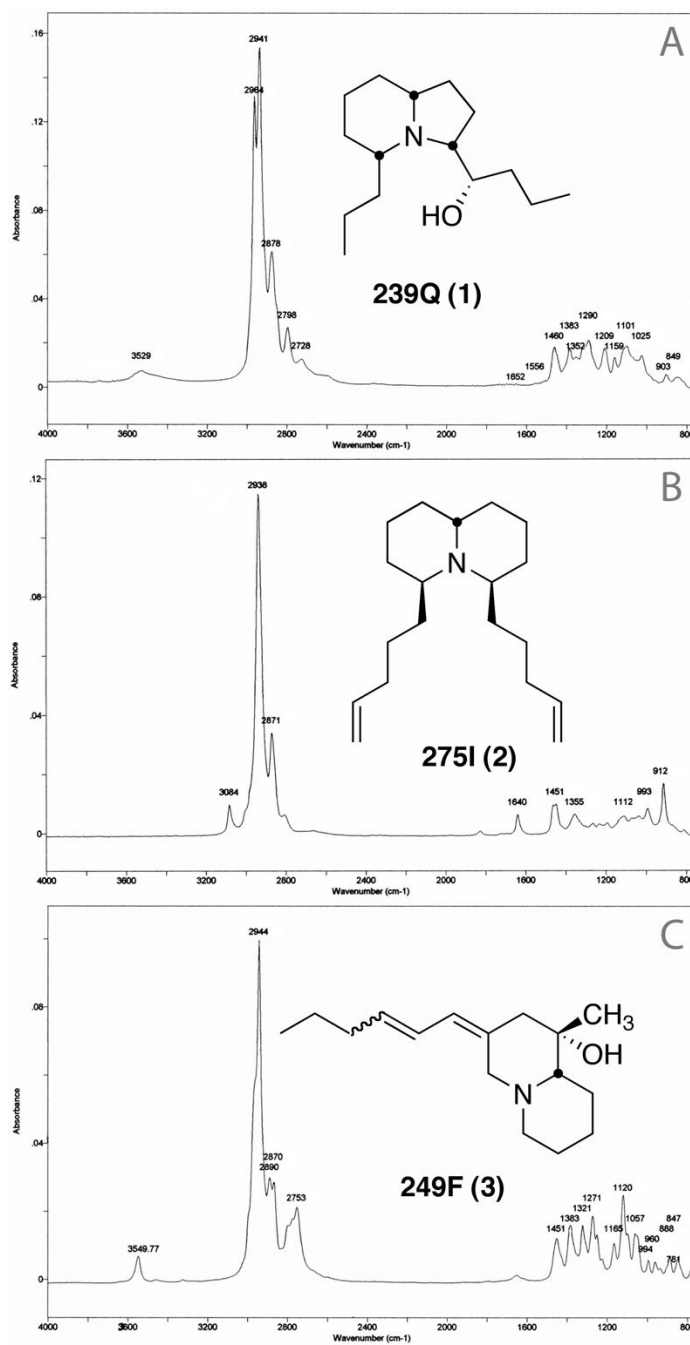 A
.16
.12
.08
.04
0
Absorbance
2941
2964
2878
2798
2728
3529
1652
1556
1460
1383
1352
1290
1209
1159
1101
1025
903
849
N
HO
239Q (1)
4000 3600 3200 2800 2400 2000 1600 1200 800
Wavenumber (cm-1)
B
.12
.08
.04
0
Absorbance
2938
2871
3084
1640
1451
1355
1112
993
912
N
275I (2)
4000 3600 3200 2800 2400 2000 1600 1200 800
Wavenumber (cm-1)
C
.08
.04
0
Absorbance
2944
2870
2890
2753
3549.77
1451
1383
1321
1271
1165
1120
1057
994
960
888
847
781
CH3
OH
N
249F (3)
4000 3600 3200 2800 2400 2000 1600 1200 800
Wavenumber (cm-1)